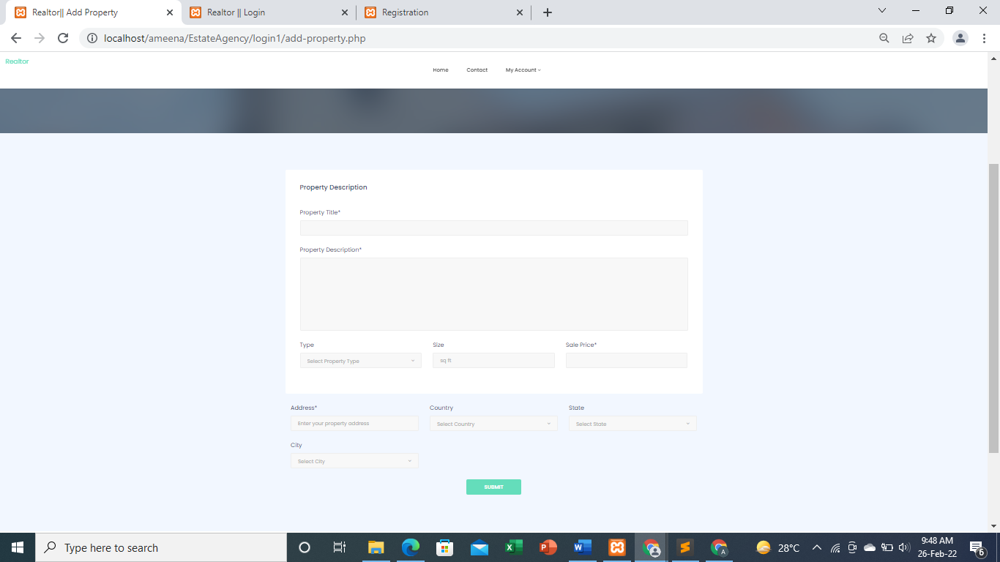 Realtor|| Add Property
Realtor || Login
Registration
localhost/ameena/EstateAgency/login1/add-property.php
Realtor
Home Contact My Account
Property Description
Property Title*
Property Description*
Type Size Sale Price*
Select Property Type sq ft
Address* Country State
Enter your property address Select Country Select State
City
Select City
SUBMIT
Type here to search
28°C
9:48 AM
26-Feb-22
6